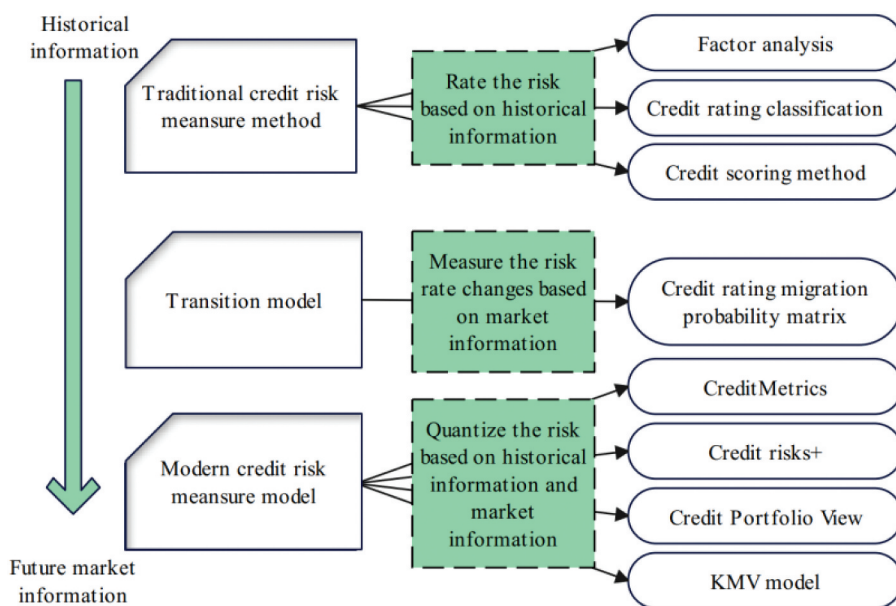 Historical
information
Traditional credit risk
meansure method
Rate the risk
based on historical
information
Factor analysis
Credit rating classification
Credit scoring method
Transition model
Measure the risk
rate changes based
on market
information
Credit rating migration
probability matrix
Modern credit risk
meansure model
Quantize the risk
based on historical
information and
market
information
CreditMetrics
Credit risks+
Credit Portfolio View
KMV model
Future market
information